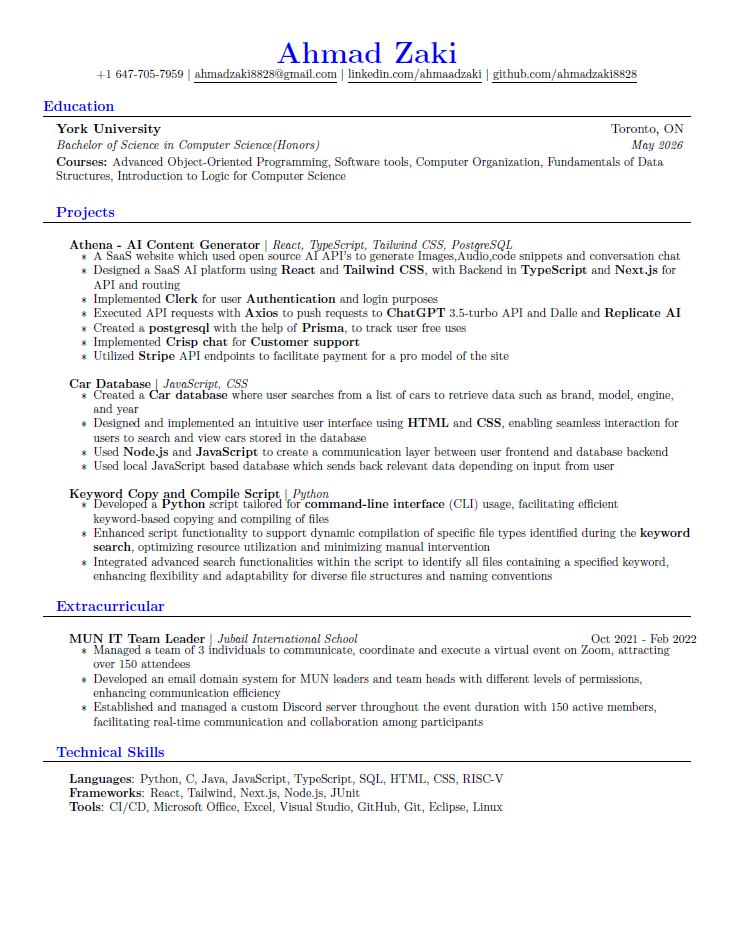 Ahmad Zaki
+1 647-705-7959 | ahmadzaki8828@gmail.com | linkedin.com/ahmaadzaki | github.com/ahmadzaki8828
Education
York University Toronto, ON
Bachelor of Science in Computer Science(Honors) May 2026
Courses: Advanced Object-Oriented Programming, Software tools, Computer Organization, Fundamentals of Data
Structures, Introduction to Logic for Computer Science
Projects
Athena - AI Content Generator | React, TypeScript, Tailwind CSS, PostgreSQL
* A SaaS website which used open source AI API's to generate Images,Audio,code snippets and conversation chat
* Designed a SaaS AI platform using React and Tailwind CSS, with Backend in TypeScript and Next.js for
API and routing
* Implemented Clerk for user Authentication and login purposes
* Executed API requests with Axios to push requests to ChatGPT 3.5-turbo API and Dalle and Replicate AI
* Created a postgresql with the help of Prisma, to track user free uses
* Implemented Crisp chat for Customer support
* Utilized Stripe API endpoints to facilitate payment for a pro model of the site
Car Database | JavaScript, CSS
* Created a Car database where user searches from a list of cars to retrieve data such as brand, model, engine,
and year
* Designed and implemented an intuitive user interface using HTML and CSS, enabling seamless interaction for
users to search and view cars stored in the database
* Used Node.js and JavaScript to create a communication layer between user frontend and database backend
* Used local JavaScript based database which sends back relevant data depending on input from user
Keyword Copy and Compile Script | Python
* Developed a Python script tailored for command-line interface (CLI) usage, facilitating efficient
keyword-based copying and compiling of files
* Enhanced script functionality to support dynamic compilation of specific file types identified during the keyword
search, optimizing resource utilization and minimizing manual intervention
* Integrated advanced search functionalities within the script to identify all files containing a specified keyword,
enhancing flexibility and adaptability for diverse file structures and naming conventions
Extracurricular
MUN IT Team Leader | Jubail International School Oct 2021 - Feb 2022
* Managed a team of 3 individuals to communicate, coordinate and execute a virtual event on Zoom, attracting
over 150 attendees
* Developed an email domain system for MUN leaders and team heads with different levels of permissions,
enhancing communication efficiency
* Established and managed a custom Discord server throughout the event duration with 150 active members,
facilitating real-time communication and collaboration among participants
Technical Skills
Languages: Python, C, Java, JavaScript, TypeScript, SQL, HTML, CSS, RISC-V
Frameworks: React, Tailwind, Next.js, Node.js, JUnit
Tools: CI/CD, Microsoft Office, Excel, Visual Studio, GitHub, Git, Eclipse, Linux